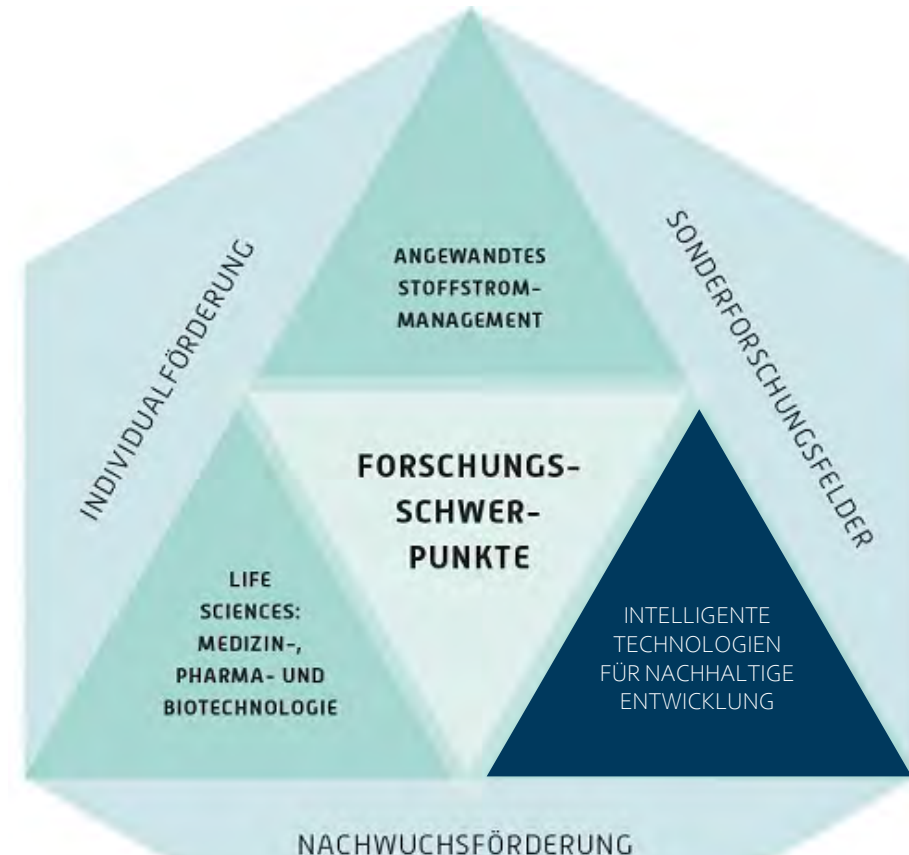 INDIVIDUALFÖRDERUNG
SONDERFORSCHUNGSFELDER
ANGEWANDTES
STOFFSTROM-
MANAGEMENT
FORSCHUNGS-
SCHWER-
PUNKTE
LIFE
SCIENCES:
MEDIZIN-,
PHARMA- UND
BIOTECHNOLOGIE
INTELLIGENTE
TECHNOLOGIEN
FÜR NACHHALTIGE
ENTWICKLUNG
NACHWUCHSFÖRDERUNG